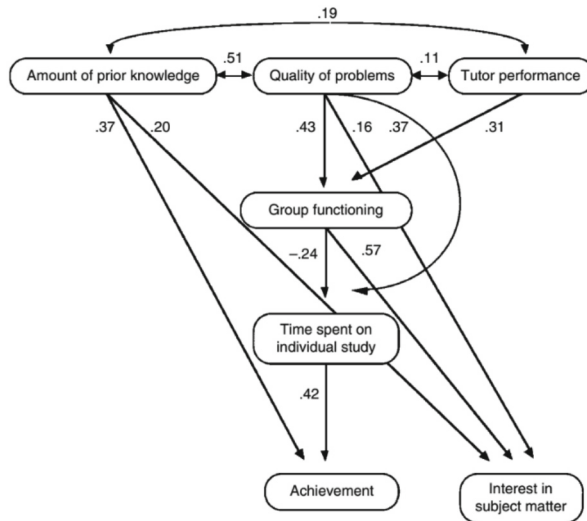 .19
.51
.11
Amount of prior knowledge
Quality of problems
Tutor performance
.37
.20
.43
.16
.37
.31
Group functioning
–.24
.57
Time spent on
individual study
.42
Achievement
Interest in
subject matter